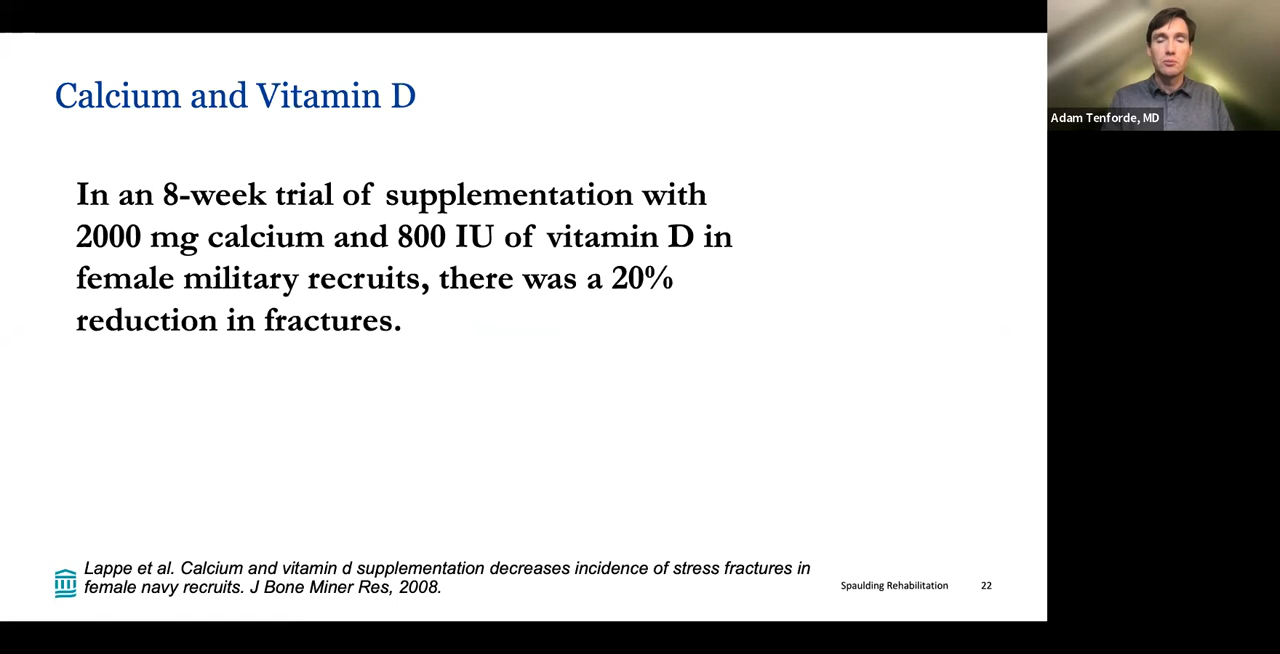 Calcium and Vitamin D
In an 8-week trial of supplementation with
2000 mg calcium and 800 IU of vitamin D in
female military recruits, there was a 20%
reduction in fractures.
Lappe et al. Calcium and vitamin d supplementation decreases incidence of stress fractures in
female navy recruits. J Bone Miner Res, 2008.
Spaulding Rehabilitation 22
Adam Tenforde, MD